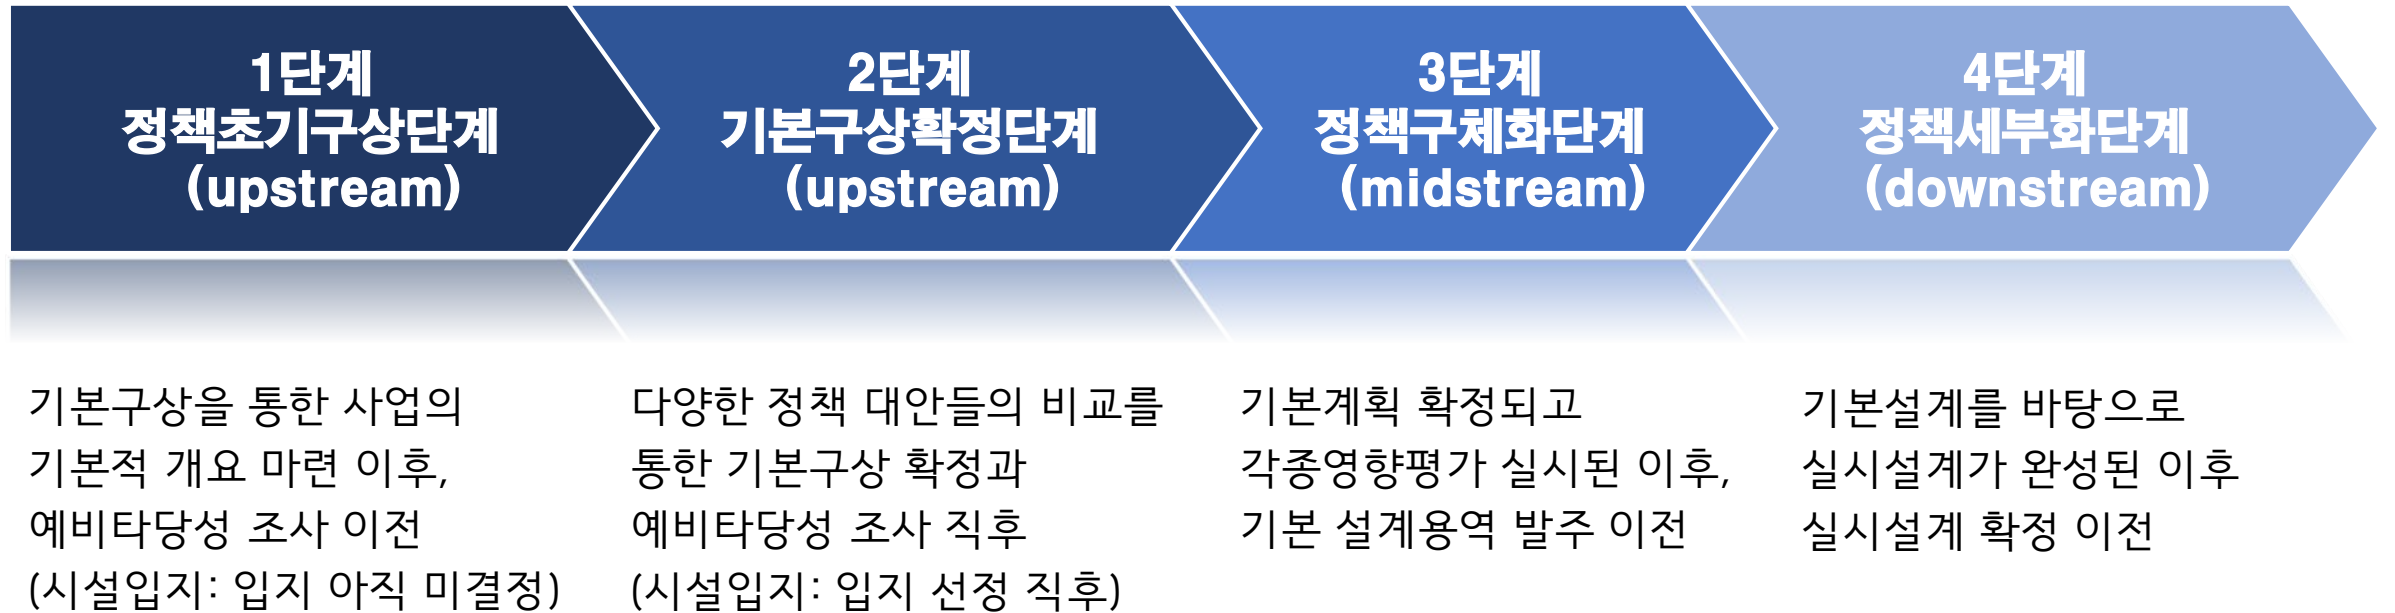 1단계
정책초기구상단계
(upstream)
2단계
기본구상확정단계
(upstream)
3단계
정책구체화단계
(midstream)
4단계
정책세부화단계
(downstream)
기본구상을 통한 사업의
기본적 개요 마련 이후,
예비타당성 조사 이전
(시설입지: 입지 아직 미결정)
다양한 정책 대안들의 비교를
통한 기본구상 확정과
예비타당성 조사 직후
(시설입지: 입지 선정 직후)
기본계획 확정되고
각종영향평가 실시된 이후,
기본 설계용역 발주 이전
기본설계를 바탕으로
실시설계가 완성된 이후
실시설계 확정 이전